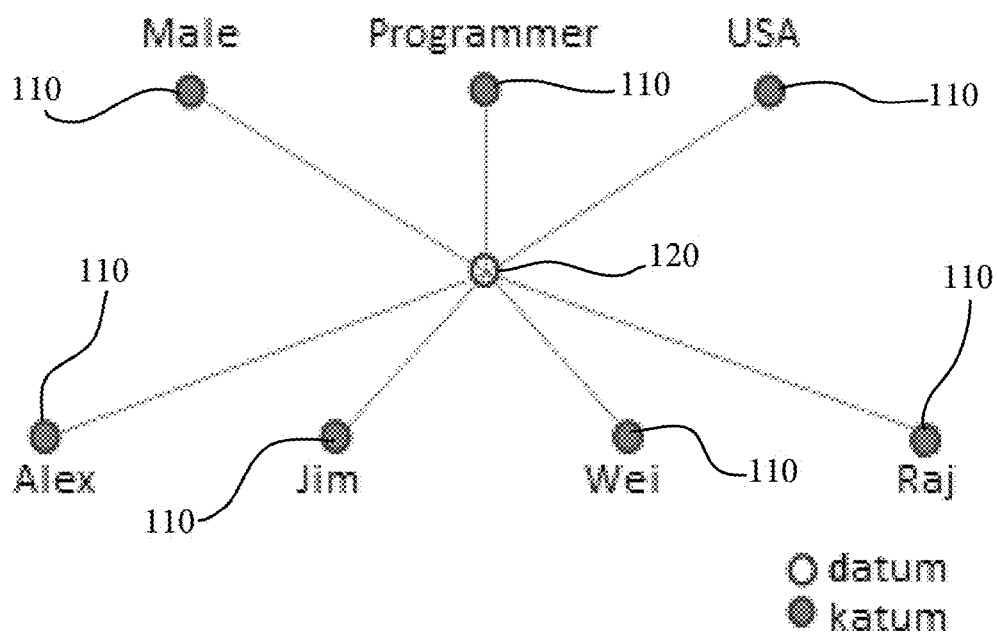 Male Programmer USA
110 110 110
120
110 110
Alex Jim Wei Raj
110 110
datum
katum